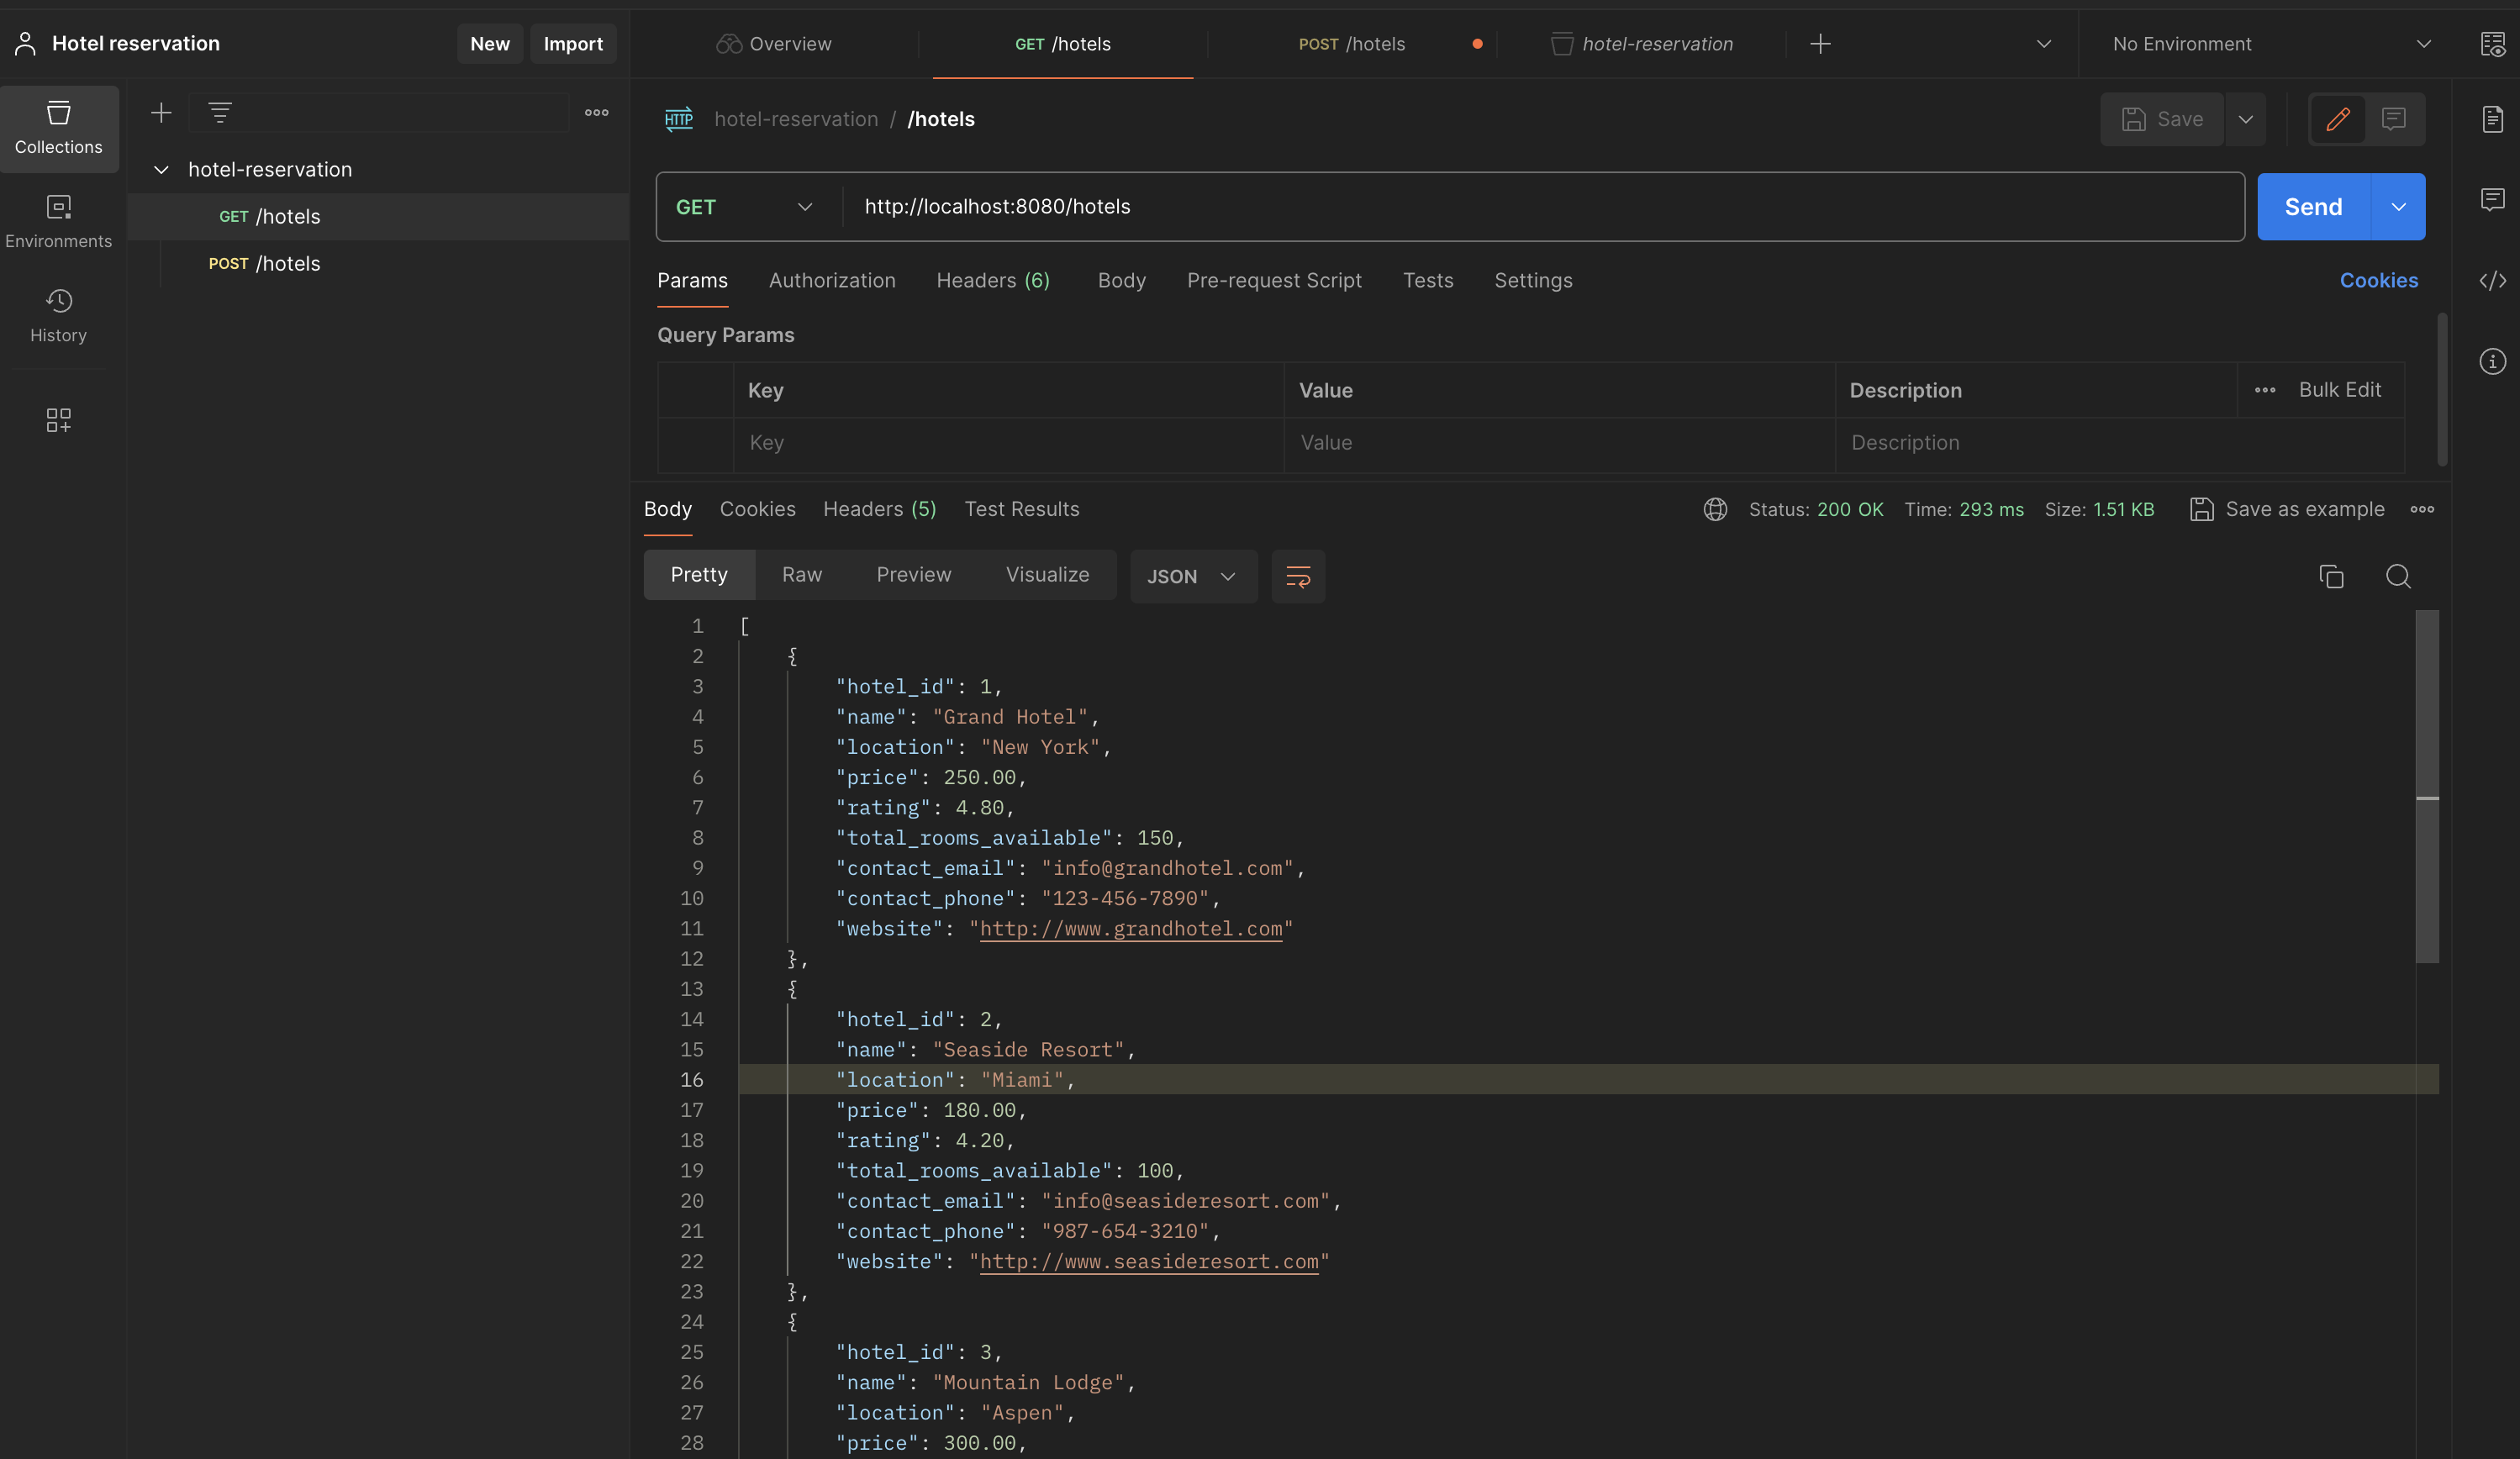 Hotel reservation
New
Import
Overview
GET /hotels
POST /hotels
hotel-reservation
No Environment
Collections
Environments
History
hotel-reservation
GET /hotels
POST /hotels
HTTP hotel-reservation / /hotels
Save
GET http://localhost:8080/hotels
Send
Params Authorization Headers (6) Body Pre-request Script Tests Settings Cookies
Query Params
Key Value Description Bulk Edit
Key Value Description
Body Cookies Headers (5) Test Results Status: 200 OK Time: 293 ms Size: 1.51 KB Save as example
Pretty Raw Preview Visualize JSON
1 [
2 {
3 "hotel_id": 1,
4 "name": "Grand Hotel",
5 "location": "New York",
6 "price": 250.00,
7 "rating": 4.80,
8 "total_rooms_available": 150,
9 "contact_email": "info@grandhotel.com",
10 "contact_phone": "123-456-7890",
11 "website": "http://www.grandhotel.com"
12 },
13 {
14 "hotel_id": 2,
15 "name": "Seaside Resort",
16 "location": "Miami",
17 "price": 180.00,
18 "rating": 4.20,
19 "total_rooms_available": 100,
20 "contact_email": "info@seasideresort.com",
21 "contact_phone": "987-654-3210",
22 "website": "http://www.seasideresort.com"
23 },
24 {
25 "hotel_id": 3,
26 "name": "Mountain Lodge",
27 "location": "Aspen",
28 "price": 300.00,